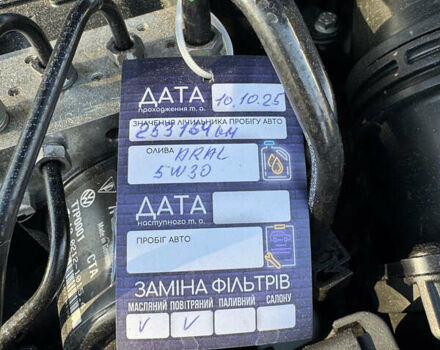 ДАТА 10.10.25
проходження т. о.
ЗНАЧЕННЯ ЛІЧИЛЬНИКА ПРОБІГУ АВТО
253164 км
ОЛИВА ARAL
5W30
ДАТА
наступного т. о.
ПРОБІГ АВТО
ЗАМІНА ФІЛЬТРІВ
МАСЛЯНИЙ ПОВІТРЯНИЙ ПАЛИВНИЙ САЛОНУ
V V